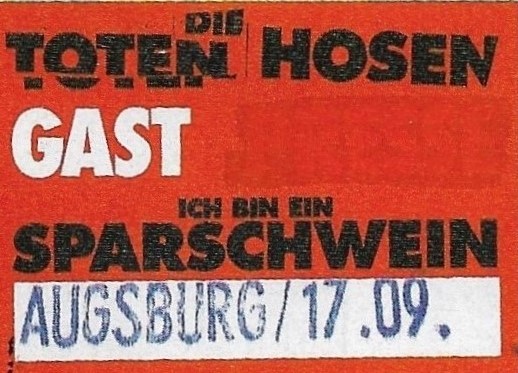 DIE
TOTEN HOSEN
GAST
ICH BIN EIN
SPARSCHWEIN
AUGSBURG/17.09.